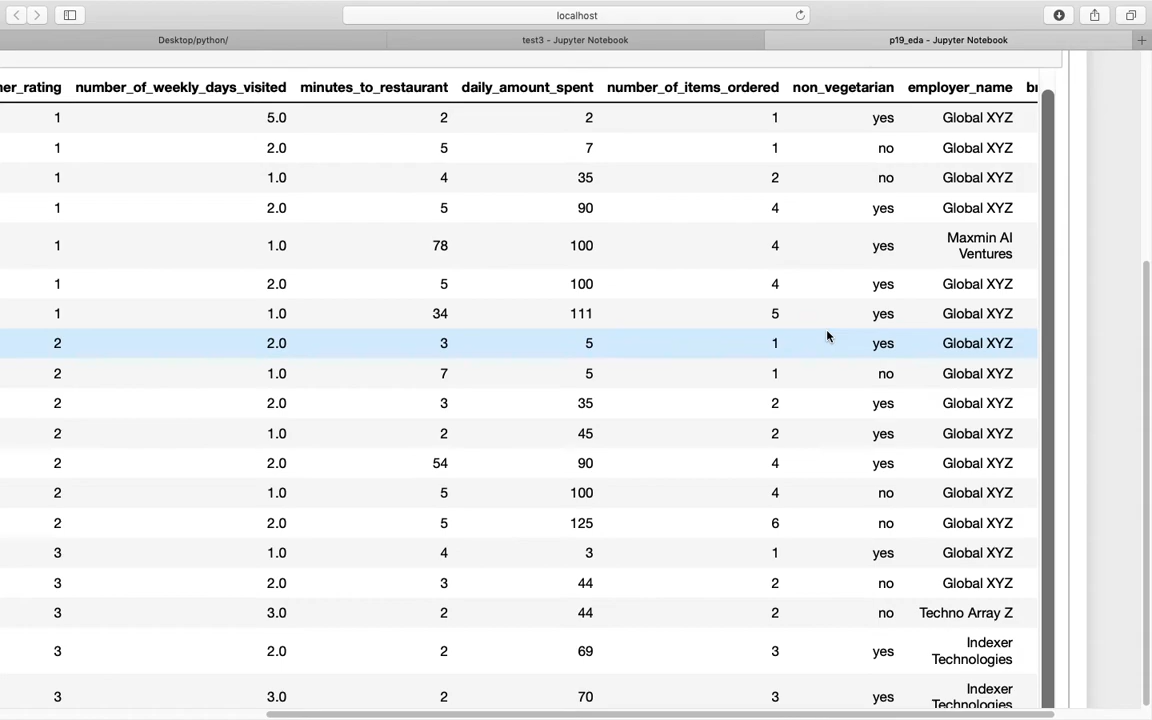 localhost
Desktop/python/ test3 - Jupyter Notebook p19_eda - Jupyter Notebook
er_rating number_of_weekly_days_visited minutes_to_restaurant daily_amount_spent number_of_items_ordered non_vegetarian employer_name
1 5.0 2 2 1 yes Global XYZ
1 2.0 5 7 1 no Global XYZ
1 1.0 4 35 2 no Global XYZ
1 2.0 5 90 4 yes Global XYZ
1 1.0 78 100 4 yes Maxmin AI
Ventures
1 2.0 5 100 4 yes Global XYZ
1 1.0 34 111 5 yes Global XYZ
2 2.0 3 5 1 yes Global XYZ
2 1.0 7 5 1 no Global XYZ
2 2.0 3 35 2 yes Global XYZ
2 1.0 2 45 2 yes Global XYZ
2 2.0 54 90 4 yes Global XYZ
2 1.0 5 100 4 no Global XYZ
2 2.0 5 125 6 no Global XYZ
3 1.0 4 3 1 yes Global XYZ
3 2.0 3 44 2 no Global XYZ
3 3.0 2 44 2 no Techno Array Z
3 2.0 2 69 3 yes Indexer
Technologies
3 3.0 2 70 3 yes Indexer
Technologies